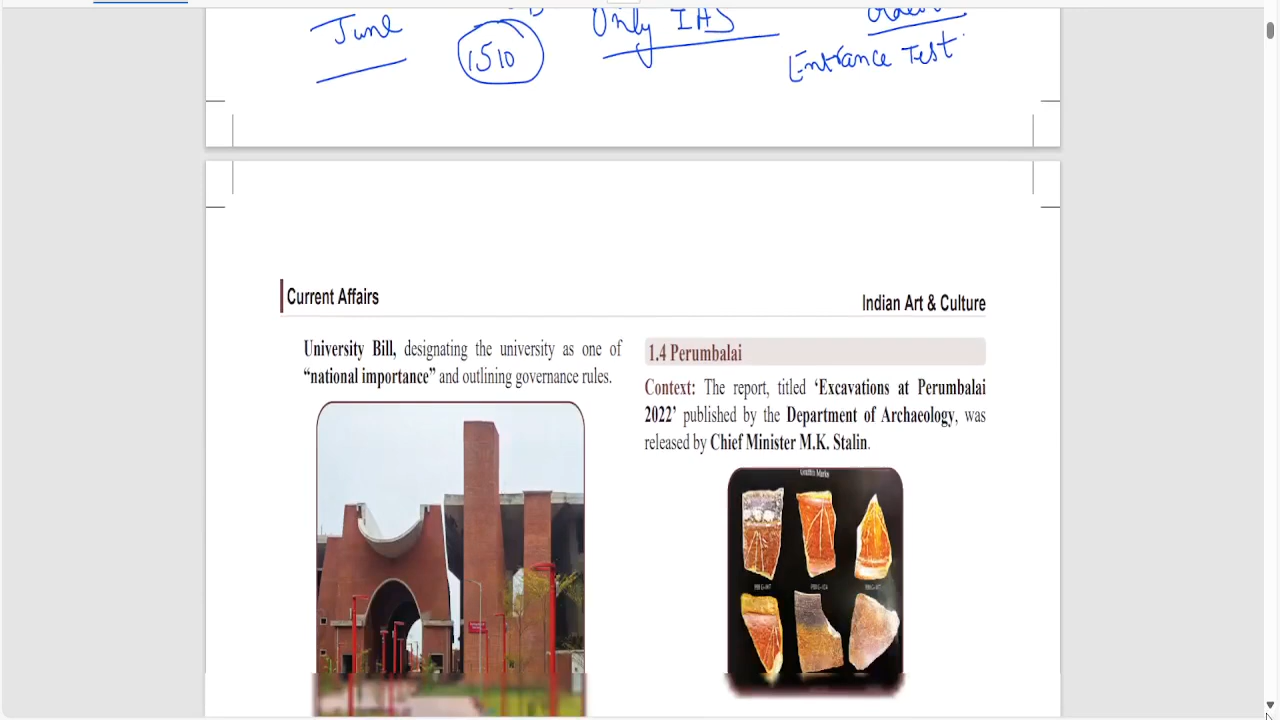 June
1510
Only IAS
Entrance Test
Current Affairs
Indian Art & Culture
University Bill, designating the university as one of
“national importance” and outlining governance rules.
1.4 Perumbalai
Context: The report, titled ‘Excavations at Perumbalai
2022’ published by the Department of Archaeology, was
released by Chief Minister M.K. Stalin.
Graffiti Marks